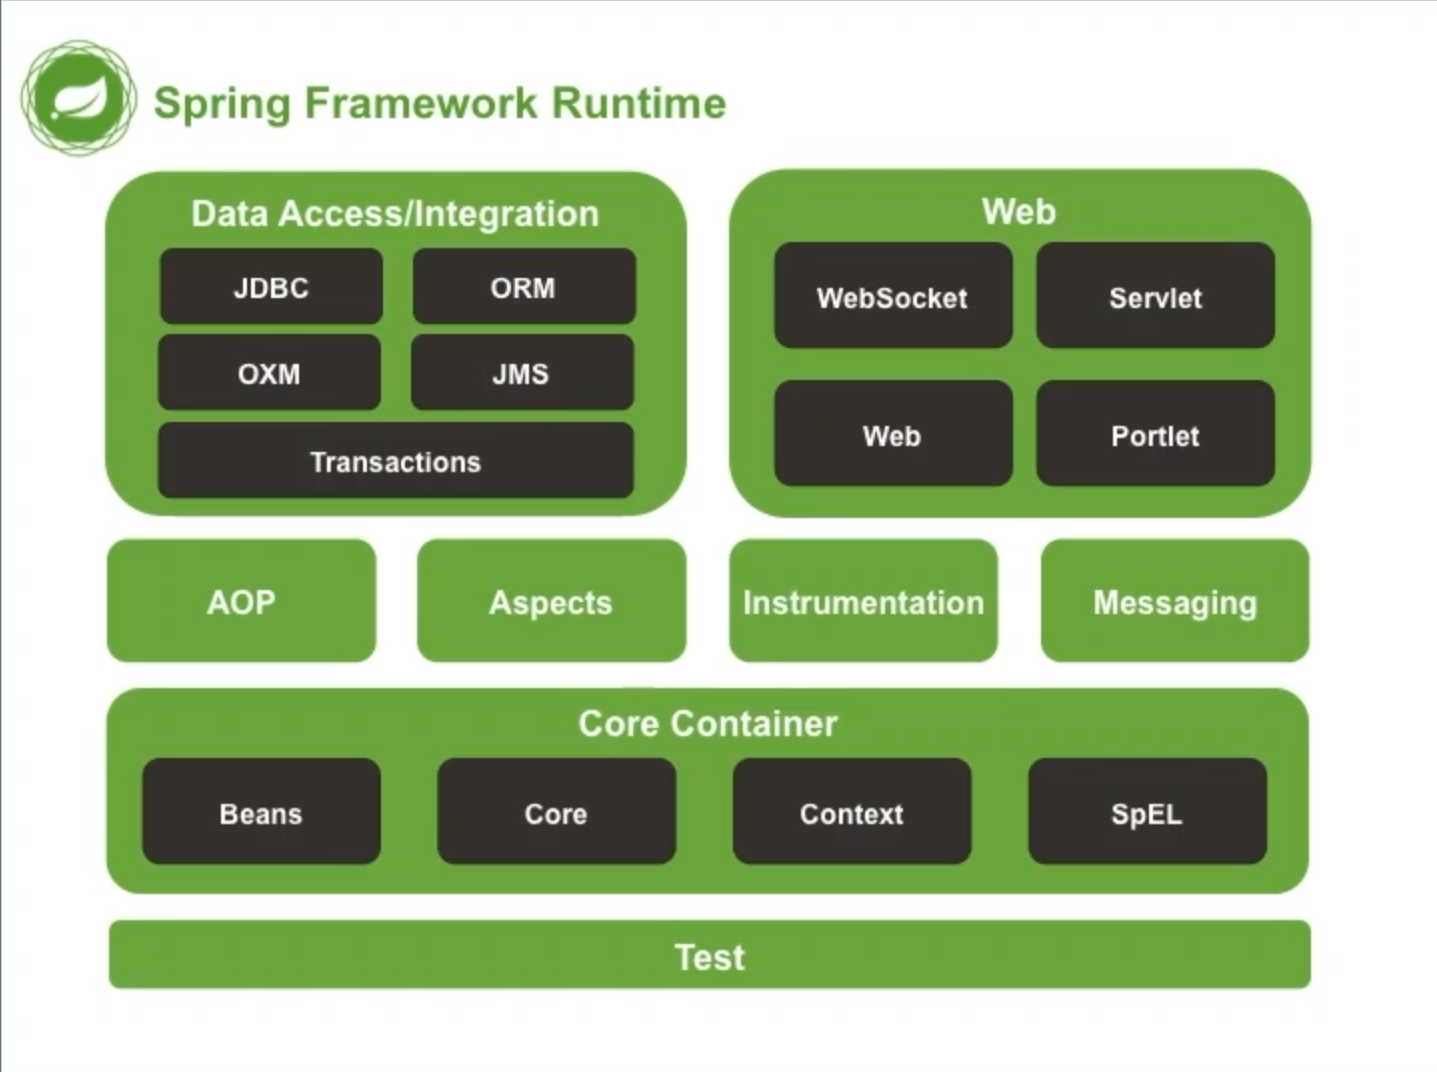 Spring Framework Runtime
Data Access/Integration
JDBC
ORM
OXM
JMS
Transactions
Web
WebSocket
Servlet
Web
Portlet
AOP
Aspects
Instrumentation
Messaging
Core Container
Beans
Core
Context
SpEL
Test